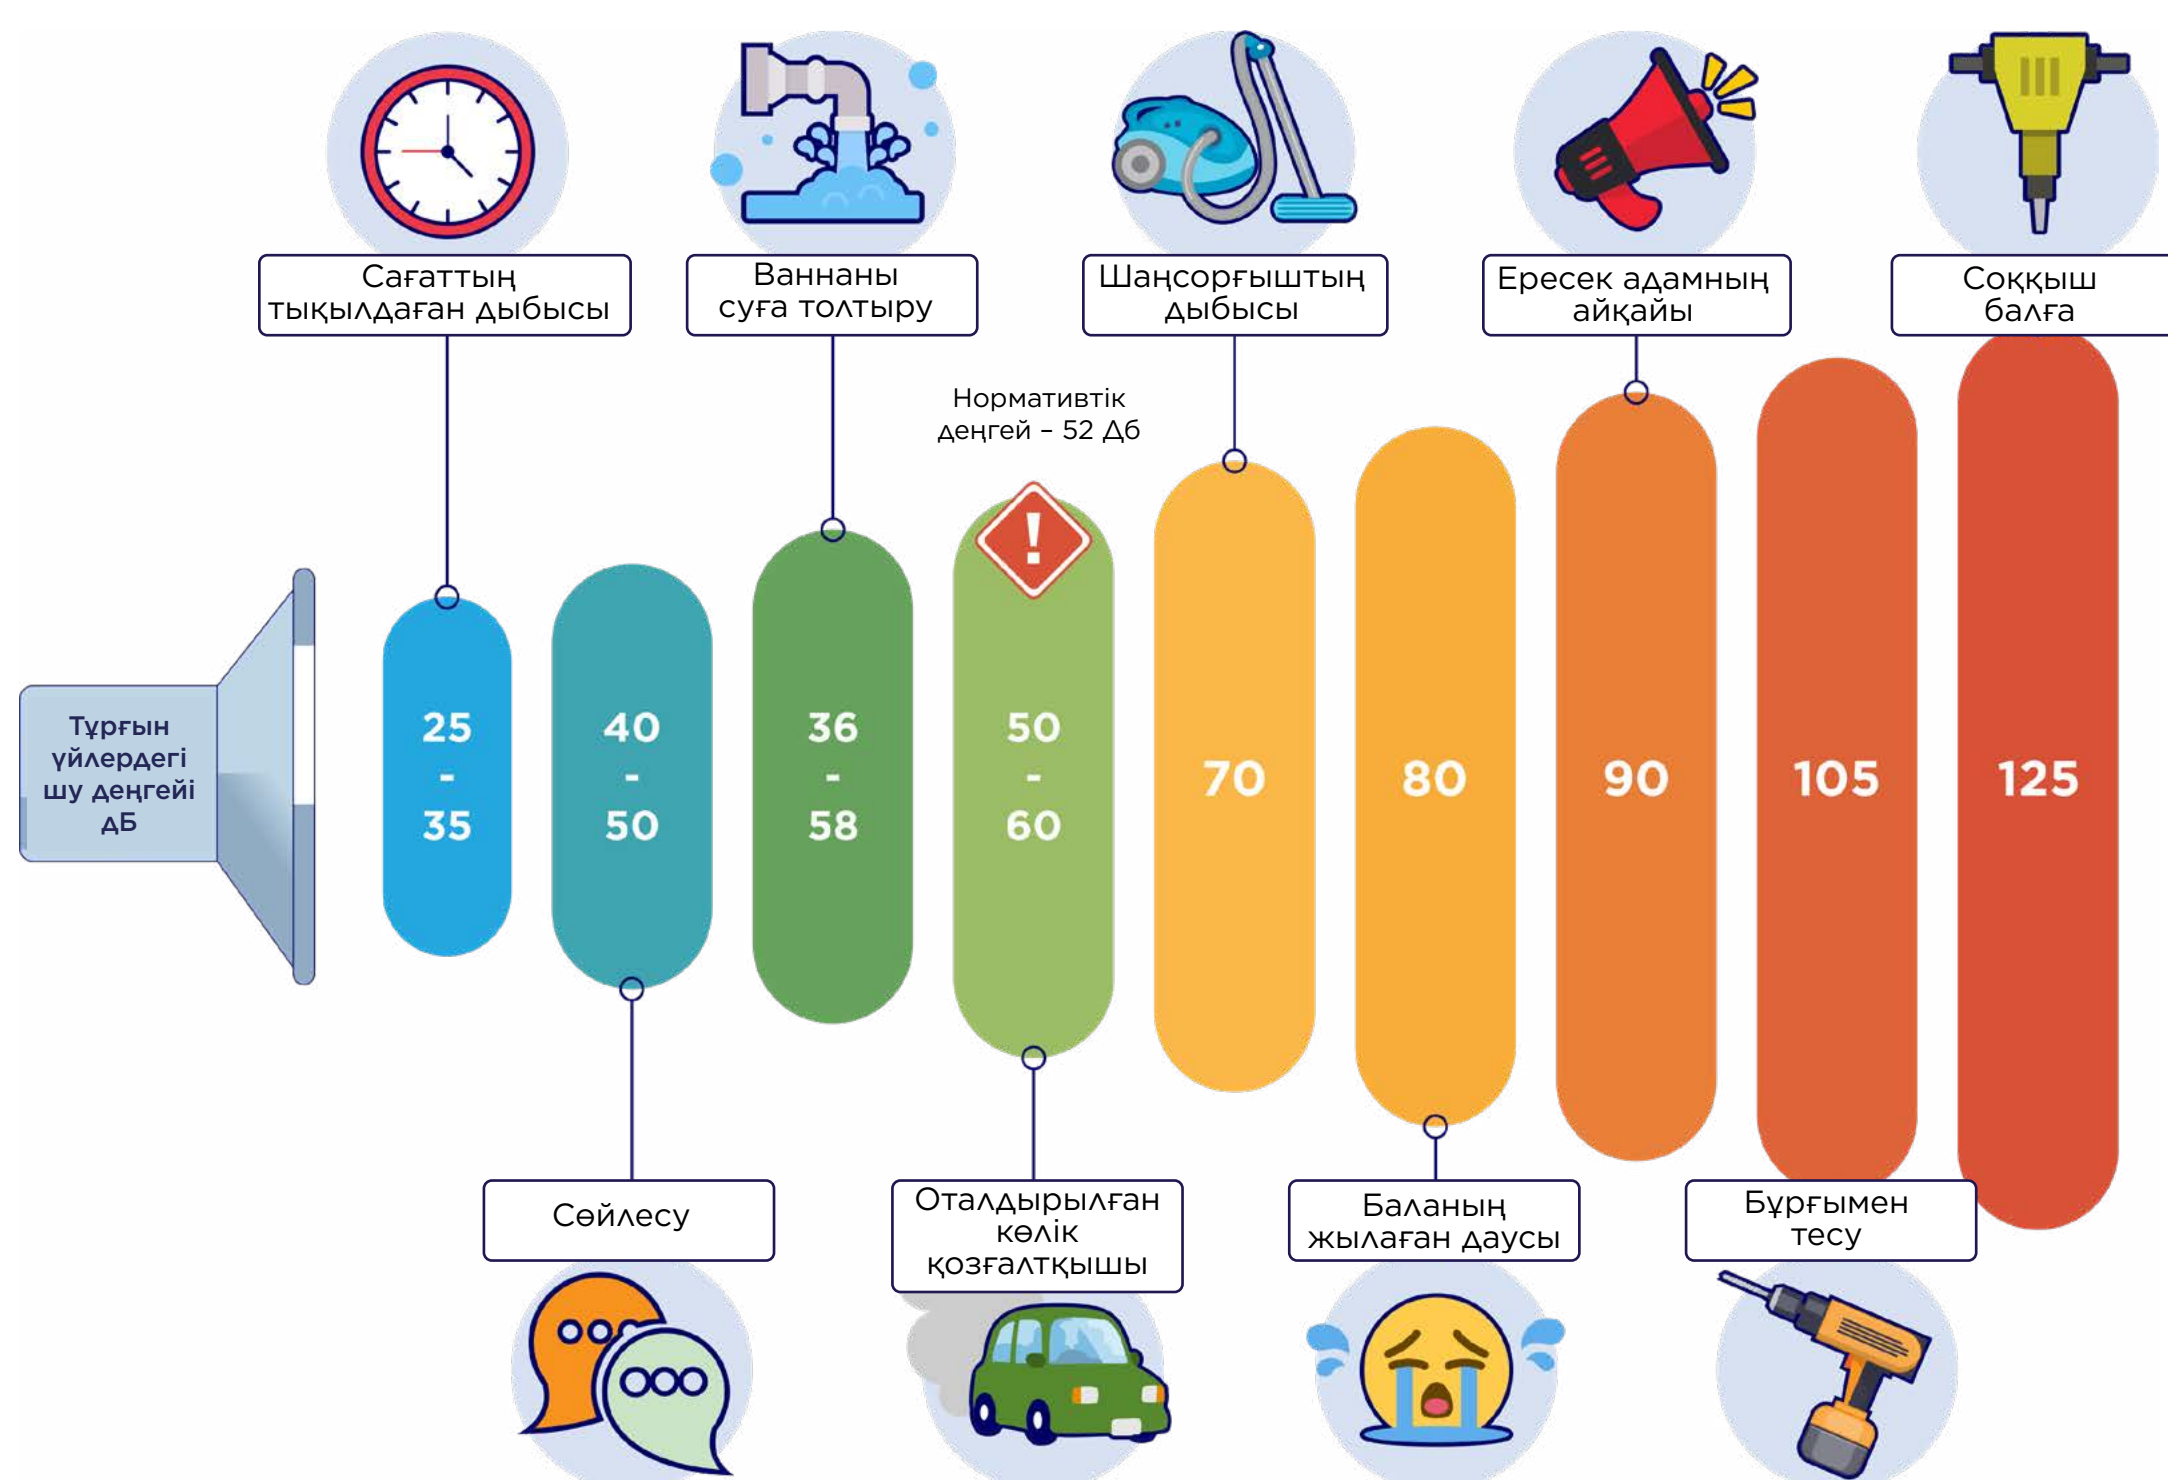 Сағаттың
тықылдаған дыбысы
Ваннаны
суға толтыру
Шаңсорғыштың
дыбысы
Ересек адамның
айқайы
Соққыш
балға
Нормативтік
деңгей – 52 Дб
Тұрғын
үйлердегі
шу деңгейі
дБ
25
-
35
40
-
50
36
-
58
!
50
-
60
70
80
90
105
125
Сөйлесу
Оталдырылған
көлік
қозғалтқышы
Баланың
жылаған даусы
Бұрғымен
тесу